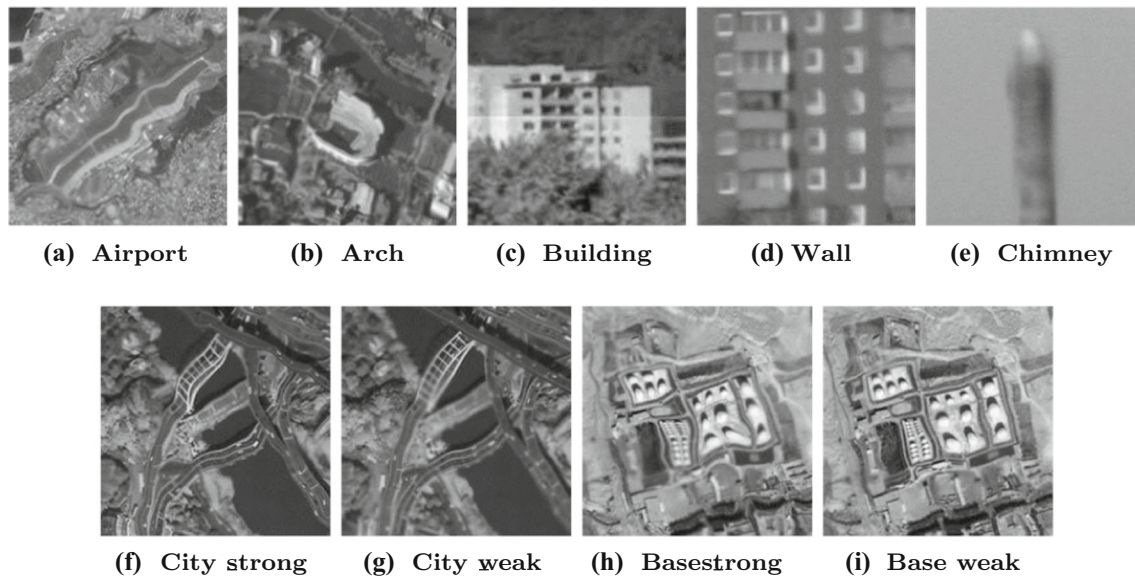 (a) Airport (b) Arch (c) Building (d) Wall (e) Chimney
(f) City strong (g) City weak (h) Basestrong (i) Base weak